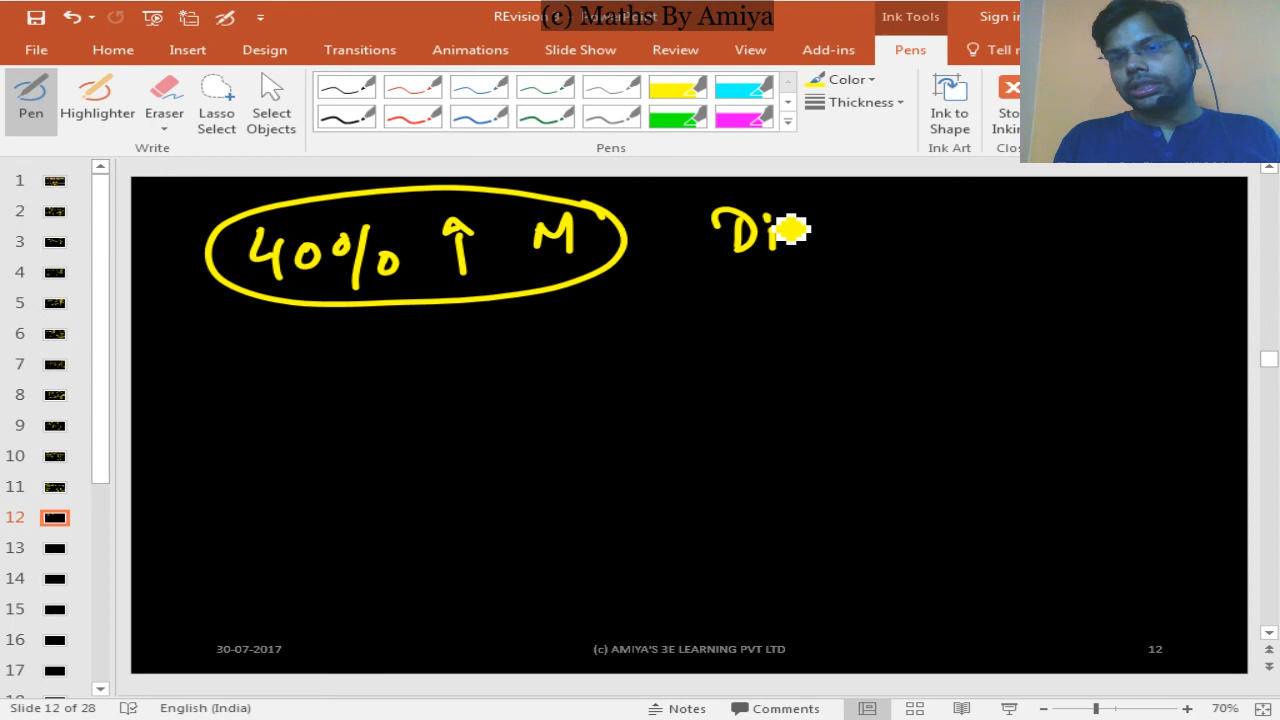 REvision 8 - PowerPoint
(c) Maths By Amiya
Ink Tools
Sign in
File Home Insert Design Transitions Animations Slide Show Review View Add-ins Pens Tell
Pen Highlighter Eraser Lasso Select Select Objects
Color
Thickness
Ink to Shape
Write Pens Ink Art
1
2
3
4
5
6
7
8
9
10
11
12
13
14
15
16
17
40% ↑ M Di
30-07-2017 (c) AMIYA'S 3E LEARNING PVT LTD 12
Slide 12 of 28 English (India) Notes Comments 70%